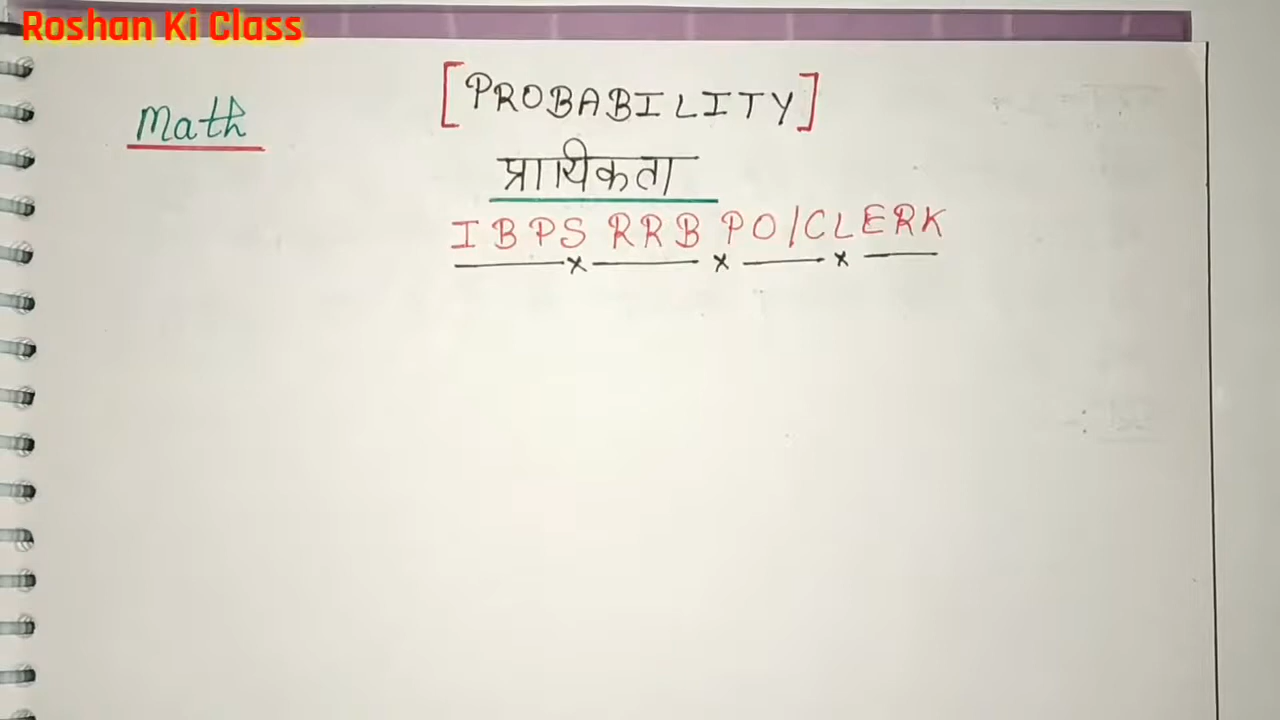 Roshan Ki Class
[PROBABILITY]
Math
प्रायिकता
IBPS RRB PO/CLERK